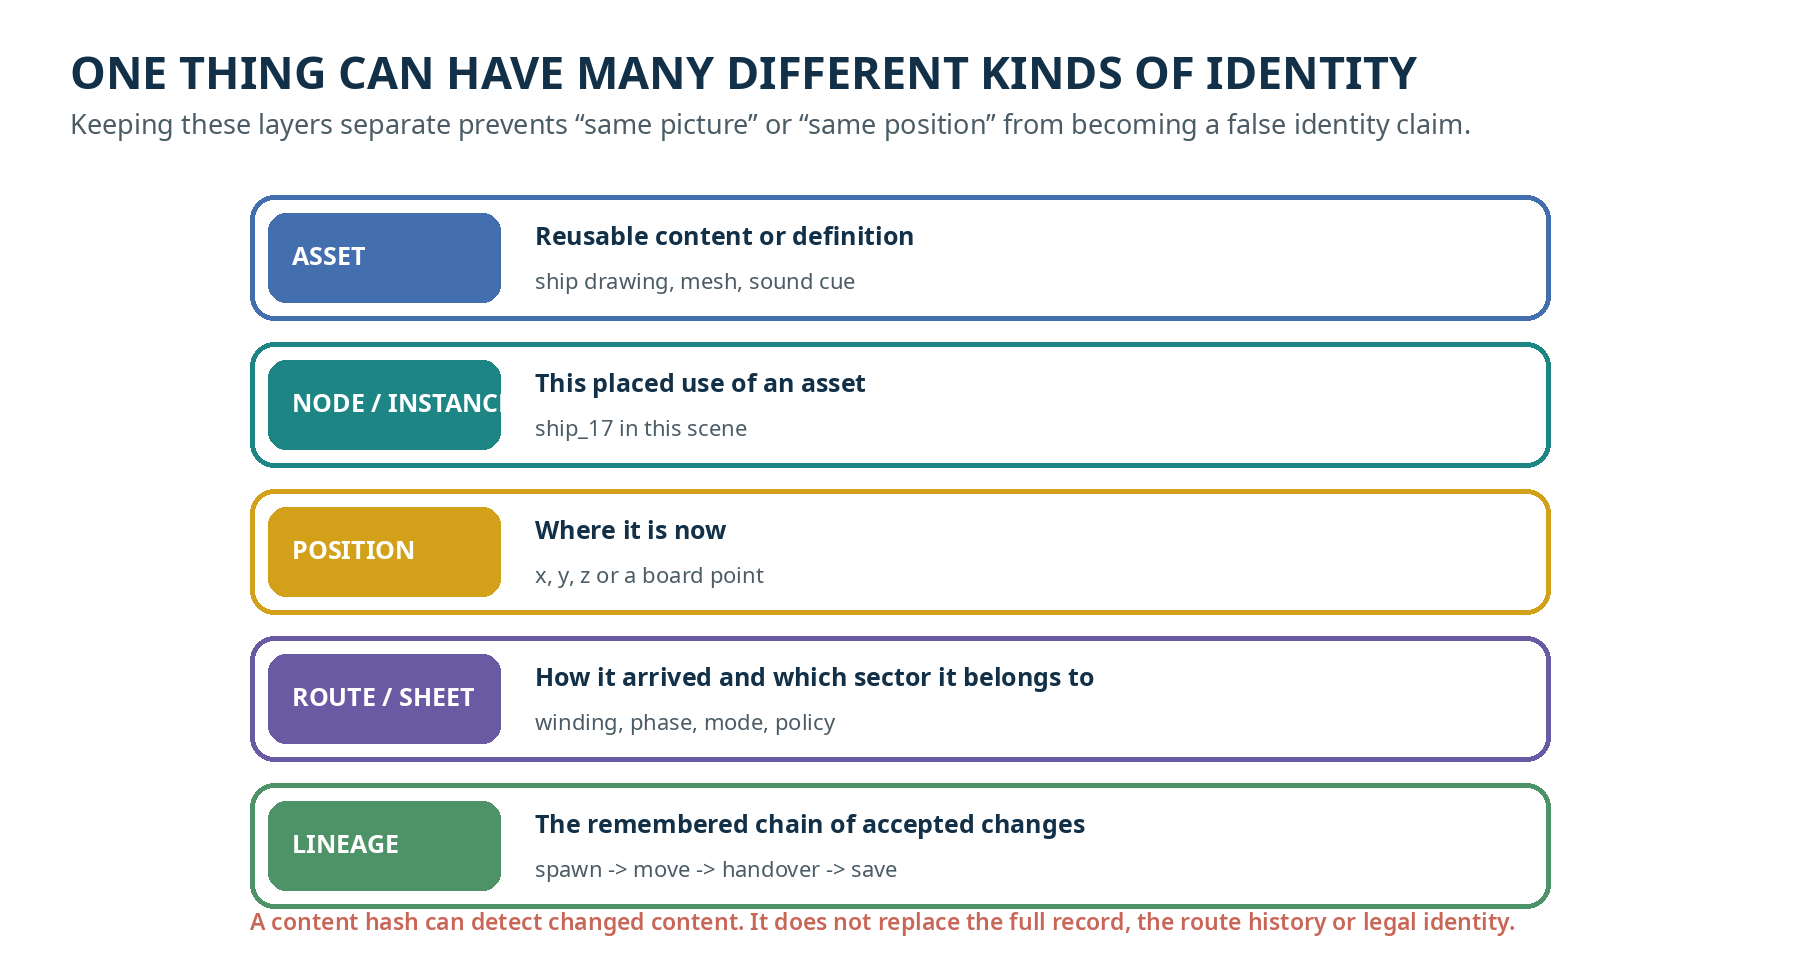 ONE THING CAN HAVE MANY DIFFERENT KINDS OF IDENTITY
Keeping these layers separate prevents “same picture” or “same position” from becoming a false identity claim.
ASSET
Reusable content or definition
ship drawing, mesh, sound cue
NODE / INSTANCE
This placed use of an asset
ship_17 in this scene
POSITION
Where it is now
x, y, z or a board point
ROUTE / SHEET
How it arrived and which sector it belongs to
winding, phase, mode, policy
LINEAGE
The remembered chain of accepted changes
spawn -> move -> handover -> save
A content hash can detect changed content. It does not replace the full record, the route history or legal identity.